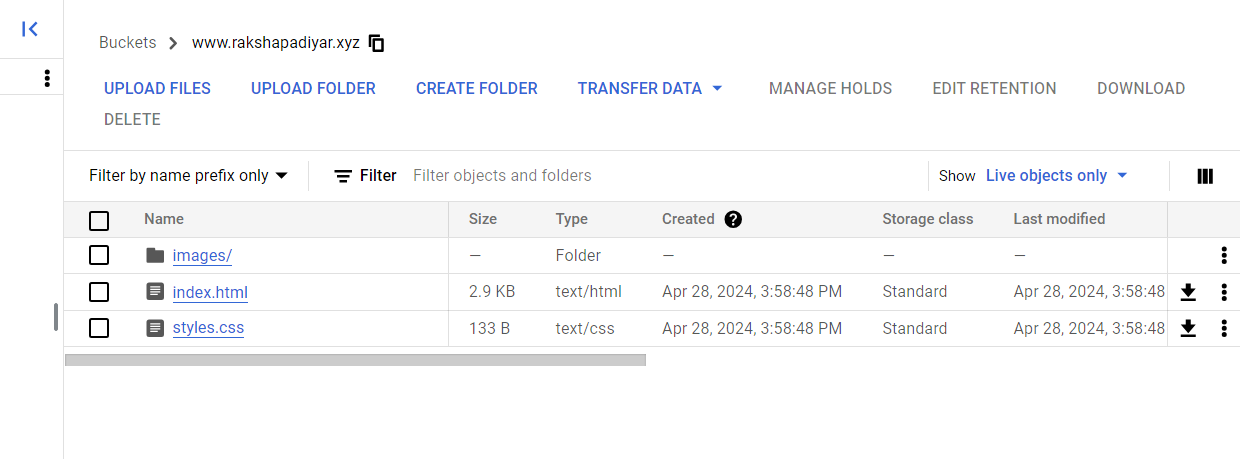 Buckets > www.rakshapadiyar.xyz
UPLOAD FILES UPLOAD FOLDER CREATE FOLDER TRANSFER DATA MANAGE HOLDS EDIT RETENTION DOWNLOAD
DELETE
Filter by name prefix only Filter Filter objects and folders Show Live objects only
Name Size Type Created ? Storage class Last modified
images/ — Folder — — —
index.html 2.9 KB text/html Apr 28, 2024, 3:58:48 PM Standard Apr 28, 2024, 3:58:48
styles.css 133 B text/css Apr 28, 2024, 3:58:48 PM Standard Apr 28, 2024, 3:58:48